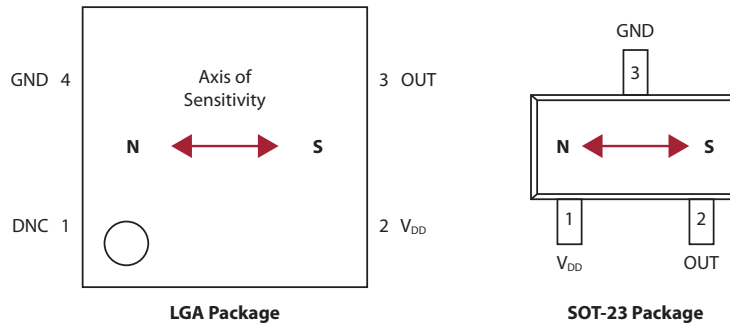 GND 4
Axis of
Sensitivity
3 OUT
N
S
DNC 1
2 VDD
LGA Package
GND
3
N
S
1
2
VDD
OUT
SOT-23 Package